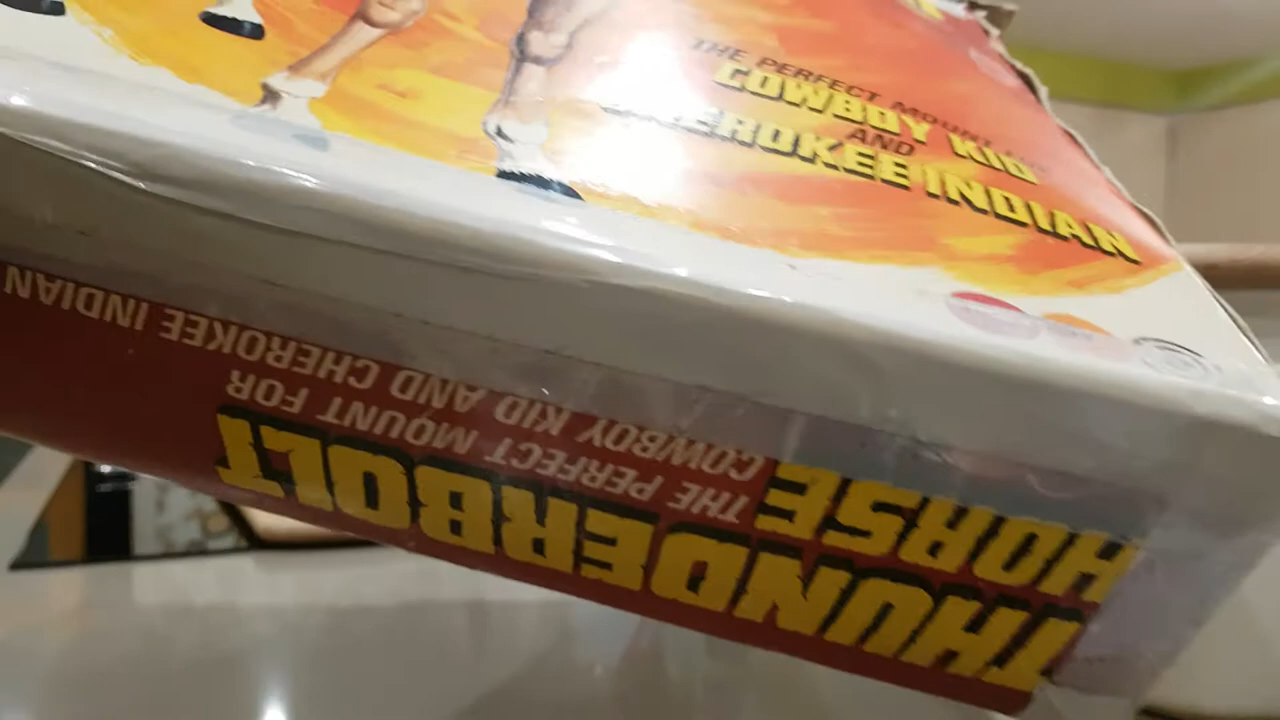 THE PERFECT MOUNT FOR
COWBOY KID
AND
CHEROKEE INDIAN
THUNDERBOLT
HORSE
THE PERFECT MOUNT FOR
COWBOY KID AND CHEROKEE INDIAN